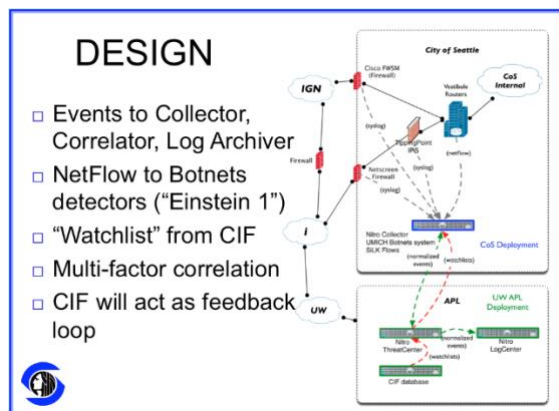 DESIGN
Events to Collector,
Correlator, Log Archiver
NetFlow to Botnets
detectors (“Einstein 1”)
“Watchlist” from CIF
Multi-factor correlation
CIF will act as feedback
loop
City of Seattle
Cisco FWSM
(Firewall)
IGN
Vestibule
Routers
CoS
Internal
(syslog)
TippingPoint
IPS
(syslog)
(netflow)
Firewall
Netscreen
Firewall
(syslog)
i
Nitro Collector
UMICH Botnets system
SiLK Flows
CoS Deployment
(normalized
events)
(watchlists)
UW
APL
UW APL
Deployment
Nitro
ThreatCenter
(normalized
events)
Nitro
LogCenter
(watchlists)
CIF database